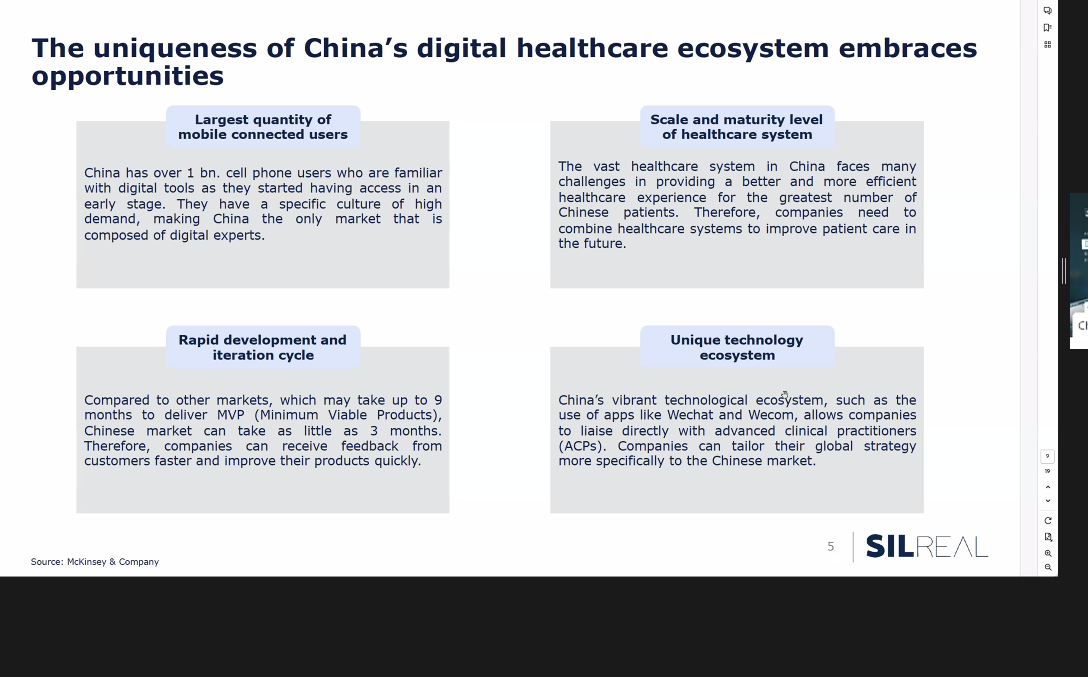 The uniqueness of China’s digital healthcare ecosystem embraces
opportunities
Largest quantity of
mobile connected users
China has over 1 bn. cell phone users who are familiar
with digital tools as they started having access in an
early stage. They have a specific culture of high
demand, making China the only market that is
composed of digital experts.
Scale and maturity level
of healthcare system
The vast healthcare system in China faces many
challenges in providing a better and more efficient
healthcare experience for the greatest number of
Chinese patients. Therefore, companies need to
combine healthcare systems to improve patient care in
the future.
Rapid development and
iteration cycle
Compared to other markets, which may take up to 9
months to deliver MVP (Minimum Viable Products),
Chinese market can take as little as 3 months.
Therefore, companies can receive feedback from
customers faster and improve their products quickly.
Unique technology
ecosystem
China’s vibrant technological ecosystem, such as the
use of apps like Wechat and Wecom, allows companies
to liaise directly with advanced clinical practitioners
(ACPs). Companies can tailor their global strategy
more specifically to the Chinese market.
Source: McKinsey & Company
5
SILREAL
9
19